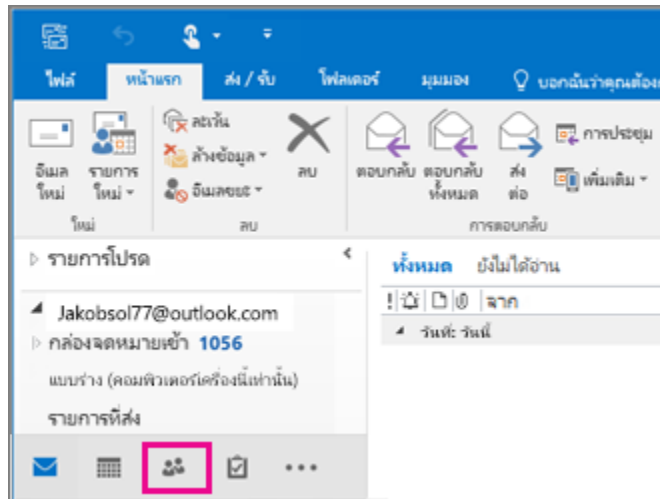 ไฟล์ หน้าแรก ส่ง / รับ โฟลเดอร์ มุมมอง บอกฉันว่าคุณต้อง
ละเว้น
ล้างข้อมูล
อีเมลขยะ
อีเมล
ใหม่
รายการ
ใหม่
ลบ
ตอบกลับ
ตอบกลับ
ทั้งหมด
ส่ง
ต่อ
การประชุม
เพิ่มเติม
ใหม่ ลบ การตอบกลับ
รายการโปรด
Jakobsol77@outlook.com
กล่องจดหมายเข้า 1056
แบบร่าง (คอมพิวเตอร์เครื่องนี้เท่านั้น)
รายการที่ส่ง
ทั้งหมด ยังไม่ได้อ่าน
จาก
วันที่: วันนี้